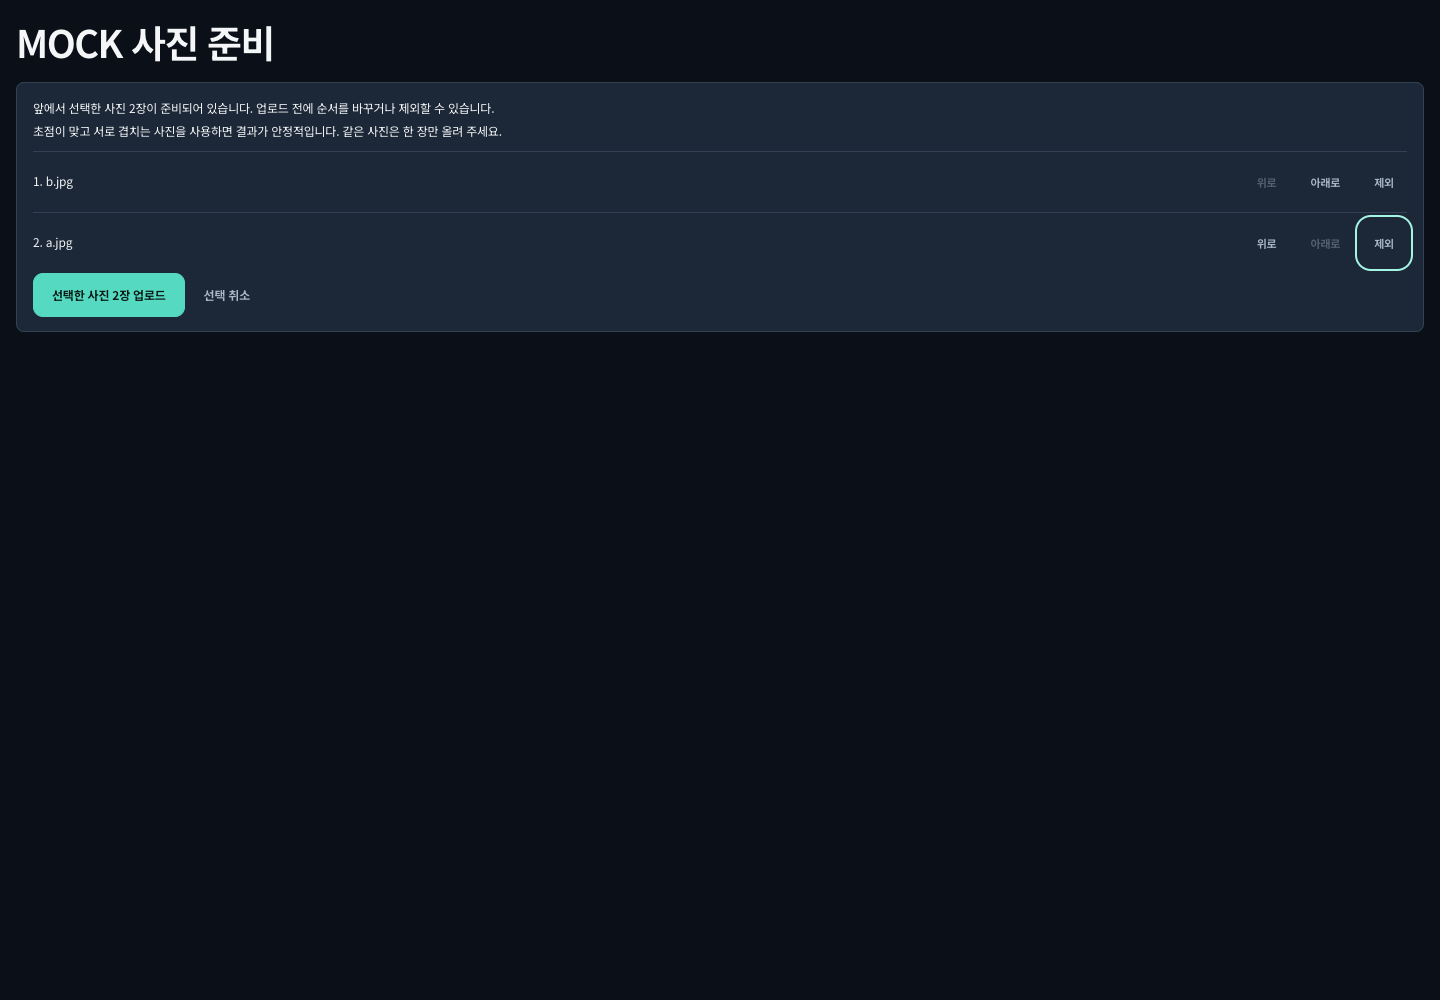 MOCK 사진 준비
앞에서 선택한 사진 2장이 준비되어 있습니다. 업로드 전에 순서를 바꾸거나 제외할 수 있습니다.
초점이 맞고 서로 겹치는 사진을 사용하면 결과가 안정적입니다. 같은 사진은 한 장만 올려 주세요.
1. b.jpg 위로 아래로 제외
2. a.jpg 위로 아래로 제외
선택한 사진 2장 업로드 선택 취소